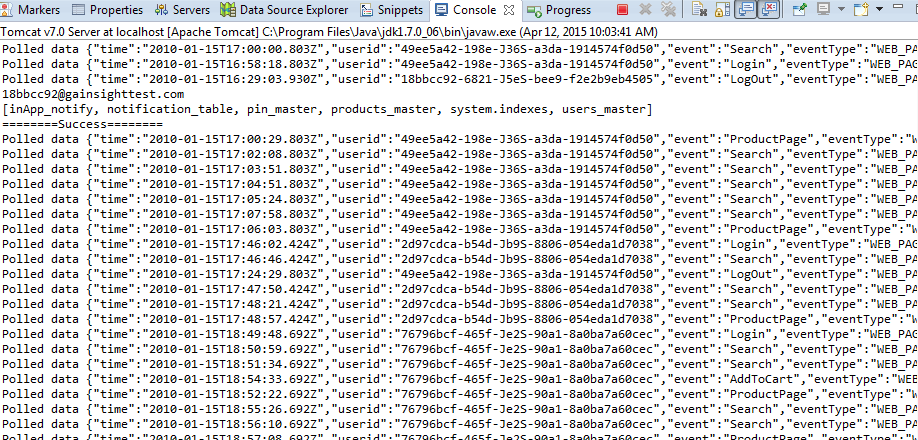 Markers Properties Servers Data Source Explorer Snippets Console Progress
Tomcat v7.0 Server at localhost [Apache Tomcat] C:\Program Files\Java\jdk1.7.0_06\bin\javaw.exe (Apr 12, 2015 10:03:41 AM)
Polled data {"time":"2010-01-15T17:00:00.803Z","userid":"49ee5a42-198e-J36S-a3da-1914574f0d50","event":"Search","eventType":"WEB_PA
Polled data {"time":"2010-01-15T16:58:18.803Z","userid":"49ee5a42-198e-J36S-a3da-1914574f0d50","event":"Login","eventType":"WEB_PAG
Polled data {"time":"2010-01-15T16:29:03.930Z","userid":"18bbcc92-6821-J5eS-bee9-f2e2b9eb4505","event":"LogOut","eventType":"WEB_PA
18bbcc92@gainsighttest.com
[inApp_notify, notification_table, pin_master, products_master, system.indexes, users_master]
========Success========
Polled data {"time":"2010-01-15T17:00:29.803Z","userid":"49ee5a42-198e-J36S-a3da-1914574f0d50","event":"ProductPage","eventType":"W
Polled data {"time":"2010-01-15T17:02:08.803Z","userid":"49ee5a42-198e-J36S-a3da-1914574f0d50","event":"Search","eventType":"WEB_PA
Polled data {"time":"2010-01-15T17:03:51.803Z","userid":"49ee5a42-198e-J36S-a3da-1914574f0d50","event":"Search","eventType":"WEB_PA
Polled data {"time":"2010-01-15T17:04:51.803Z","userid":"49ee5a42-198e-J36S-a3da-1914574f0d50","event":"Search","eventType":"WEB_PA
Polled data {"time":"2010-01-15T17:05:24.803Z","userid":"49ee5a42-198e-J36S-a3da-1914574f0d50","event":"Search","eventType":"WEB_PA
Polled data {"time":"2010-01-15T17:07:58.803Z","userid":"49ee5a42-198e-J36S-a3da-1914574f0d50","event":"Search","eventType":"WEB_PA
Polled data {"time":"2010-01-15T17:06:03.803Z","userid":"49ee5a42-198e-J36S-a3da-1914574f0d50","event":"ProductPage","eventType":"W
Polled data {"time":"2010-01-15T17:46:02.424Z","userid":"2d97cdca-b54d-Jb9S-8806-054eda1d7038","event":"Login","eventType":"WEB_PAG
Polled data {"time":"2010-01-15T17:46:46.424Z","userid":"2d97cdca-b54d-Jb9S-8806-054eda1d7038","event":"Search","eventType":"WEB_PA
Polled data {"time":"2010-01-15T17:24:29.803Z","userid":"49ee5a42-198e-J36S-a3da-1914574f0d50","event":"LogOut","eventType":"WEB_PA
Polled data {"time":"2010-01-15T17:47:50.424Z","userid":"2d97cdca-b54d-Jb9S-8806-054eda1d7038","event":"Search","eventType":"WEB_PA
Polled data {"time":"2010-01-15T17:48:21.424Z","userid":"2d97cdca-b54d-Jb9S-8806-054eda1d7038","event":"Search","eventType":"WEB_PA
Polled data {"time":"2010-01-15T17:48:57.424Z","userid":"2d97cdca-b54d-Jb9S-8806-054eda1d7038","event":"ProductPage","eventType":"W
Polled data {"time":"2010-01-15T18:49:48.692Z","userid":"76796bcf-465f-Je2S-90a1-8a0ba7a60cec","event":"Login","eventType":"WEB_PAG
Polled data {"time":"2010-01-15T18:50:59.692Z","userid":"76796bcf-465f-Je2S-90a1-8a0ba7a60cec","event":"Search","eventType":"WEB_PA
Polled data {"time":"2010-01-15T18:51:34.692Z","userid":"76796bcf-465f-Je2S-90a1-8a0ba7a60cec","event":"Search","eventType":"WEB_PA
Polled data {"time":"2010-01-15T18:54:33.692Z","userid":"76796bcf-465f-Je2S-90a1-8a0ba7a60cec","event":"AddToCart","eventType":"WEB
Polled data {"time":"2010-01-15T18:52:22.692Z","userid":"76796bcf-465f-Je2S-90a1-8a0ba7a60cec","event":"ProductPage","eventType":"W
Polled data {"time":"2010-01-15T18:55:26.692Z","userid":"76796bcf-465f-Je2S-90a1-8a0ba7a60cec","event":"Search","eventType":"WEB_PA
Polled data {"time":"2010-01-15T18:56:10.692Z","userid":"76796bcf-465f-Je2S-90a1-8a0ba7a60cec","event":"Search","eventType":"WEB_PA
Polled data {"time":"2010-01-15T18:57:08.692Z","userid":"76796bcf-465f-Je2S-90a1-8a0ba7a60cec","event":"Search","eventType":"WEB_PA